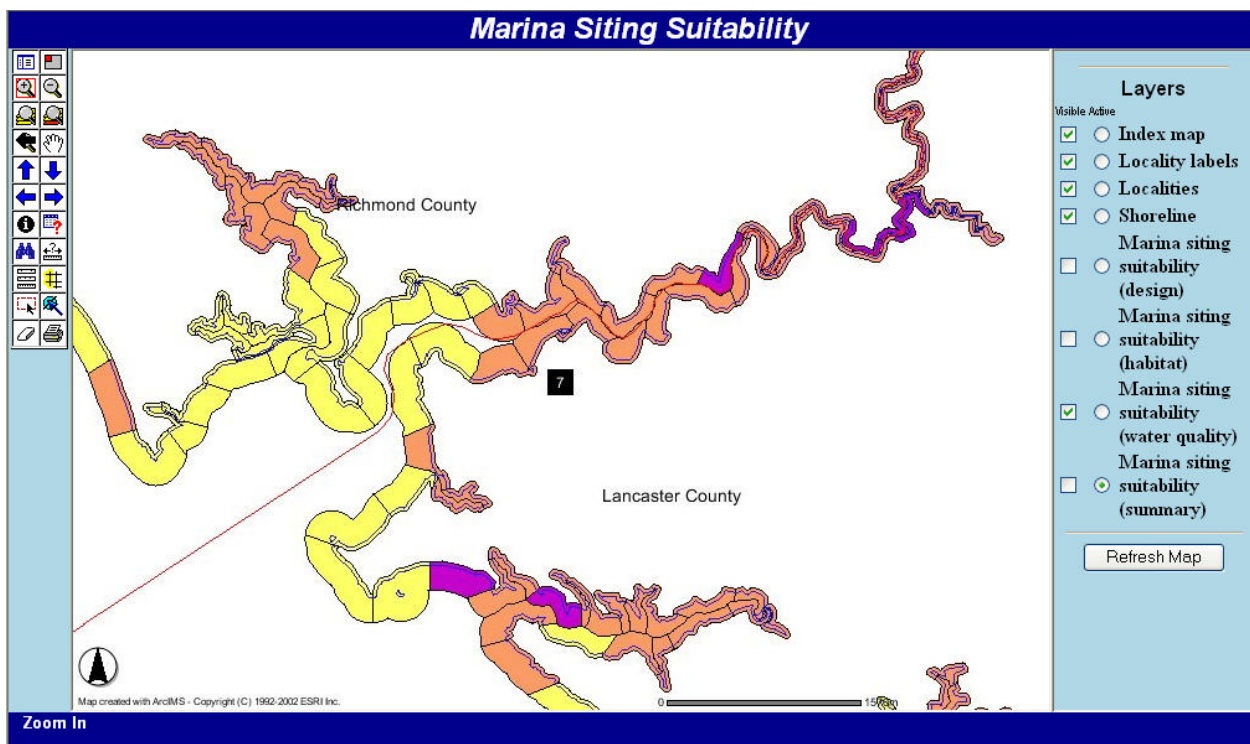 Marina Siting Suitability
Richmond County
7
Lancaster County
Map created with ArcIMS - Copyright (C) 1992-2002 ESRI Inc.
0
Layers
Visible Active
Index map
Locality labels
Localities
Shoreline
Marina siting
suitability
(design)
Marina siting
suitability
(habitat)
Marina siting
suitability
(water quality)
Marina siting
suitability
(summary)
Refresh Map
Zoom In